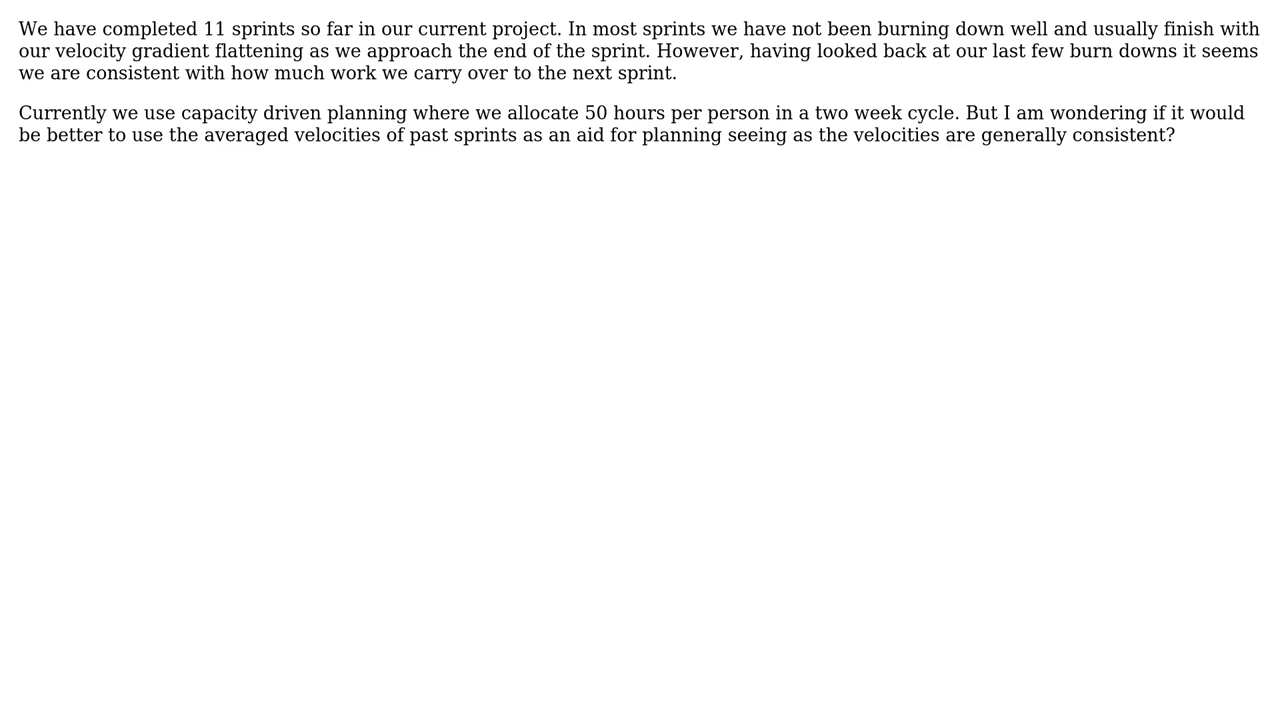 We have completed 11 sprints so far in our current project. In most sprints we have not been burning down well and usually finish with
our velocity gradient flattening as we approach the end of the sprint. However, having looked back at our last few burn downs it seems
we are consistent with how much work we carry over to the next sprint.
Currently we use capacity driven planning where we allocate 50 hours per person in a two week cycle. But I am wondering if it would
be better to use the averaged velocities of past sprints as an aid for planning seeing as the velocities are generally consistent?